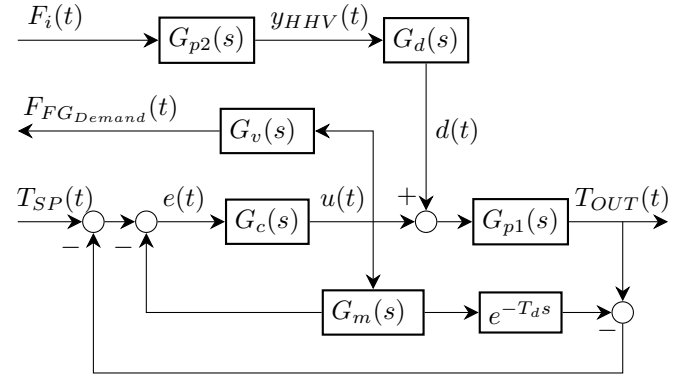 F_i(t) y_{HHV}(t)
G_{p2}(s) G_d(s)
F_{FG_{Demand}}(t) d(t)
G_v(s)
T_{SP}(t) e(t) u(t) + T_{OUT}(t)
G_c(s) G_{p1}(s)
− −
G_m(s) e^{-T_d s} −